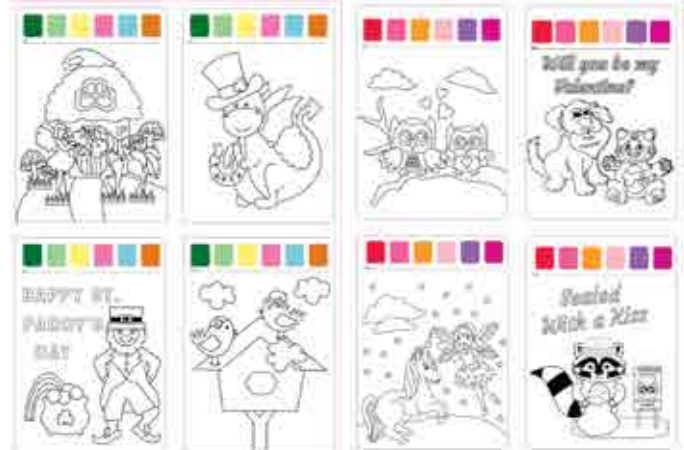 Will you be my
Valentine?
HAPPY ST.
PADDY'S
DAY
Sealed
With a Kiss